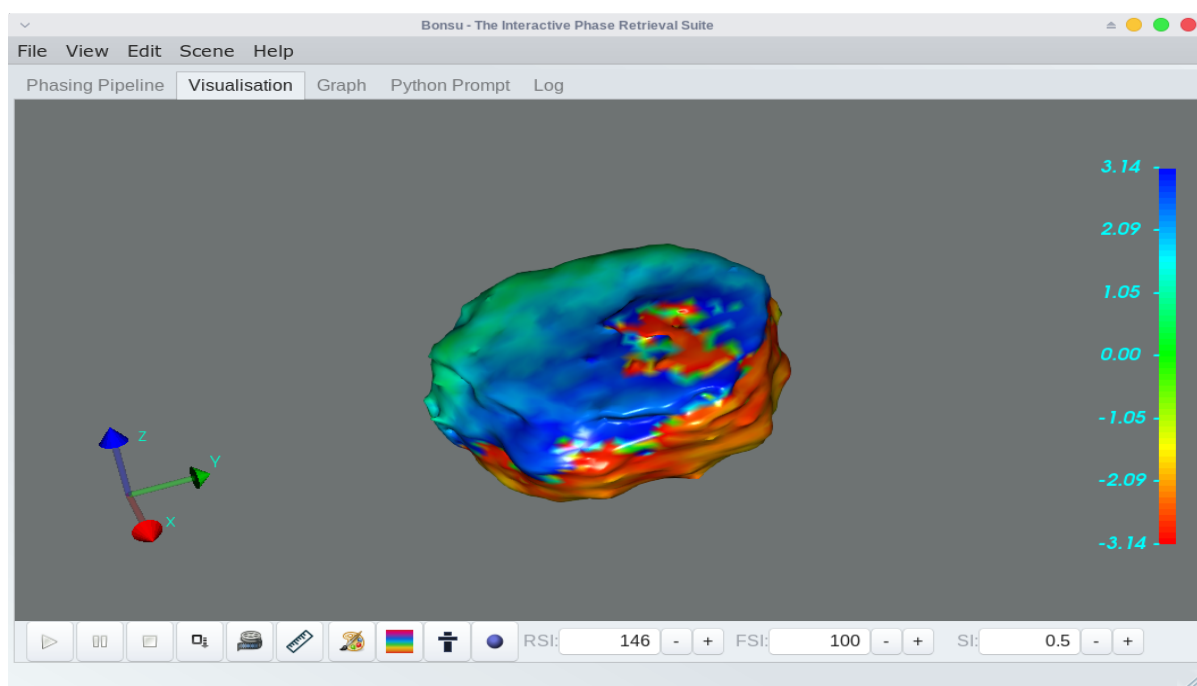 Bonsu - The Interactive Phase Retrieval Suite
File View Edit Scene Help
Phasing Pipeline Visualisation Graph Python Prompt Log
3.14
2.09
1.05
0.00
-1.05
-2.09
-3.14
Z
Y
X
RSI: 146 - + FSI: 100 - + SI: 0.5 - +